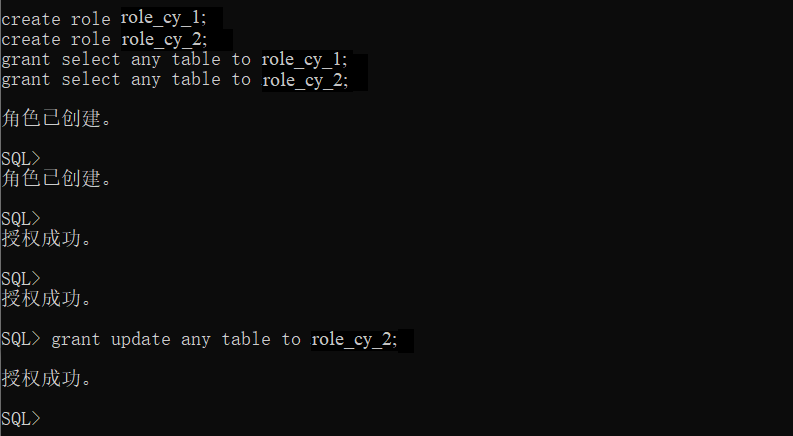 create role role_cy_1;
create role role_cy_2;
grant select any table to role_cy_1;
grant select any table to role_cy_2;
角色已创建。
SQL>
角色已创建。
SQL>
授权成功。
SQL>
授权成功。
SQL> grant update any table to role_cy_2;
授权成功。
SQL>